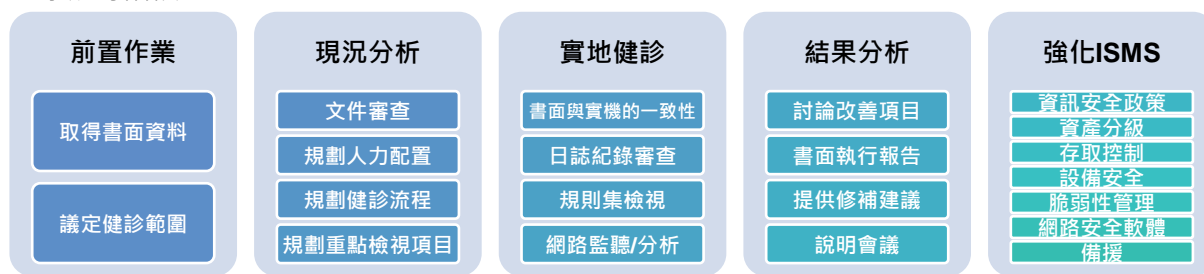 前置作業
取得書面資料
議定健診範圍
現況分析
文件審查
規劃人力配置
規劃健診流程
規劃重點檢視項目
實地健診
書面與實機的一致性
日誌紀錄審查
規則集檢視
網路監聽/分析
結果分析
討論改善項目
書面執行報告
提供修補建議
說明會議
強化ISMS
資訊安全政策
資產分級
存取控制
設備安全
脆弱性管理
網路安全軟體
備援